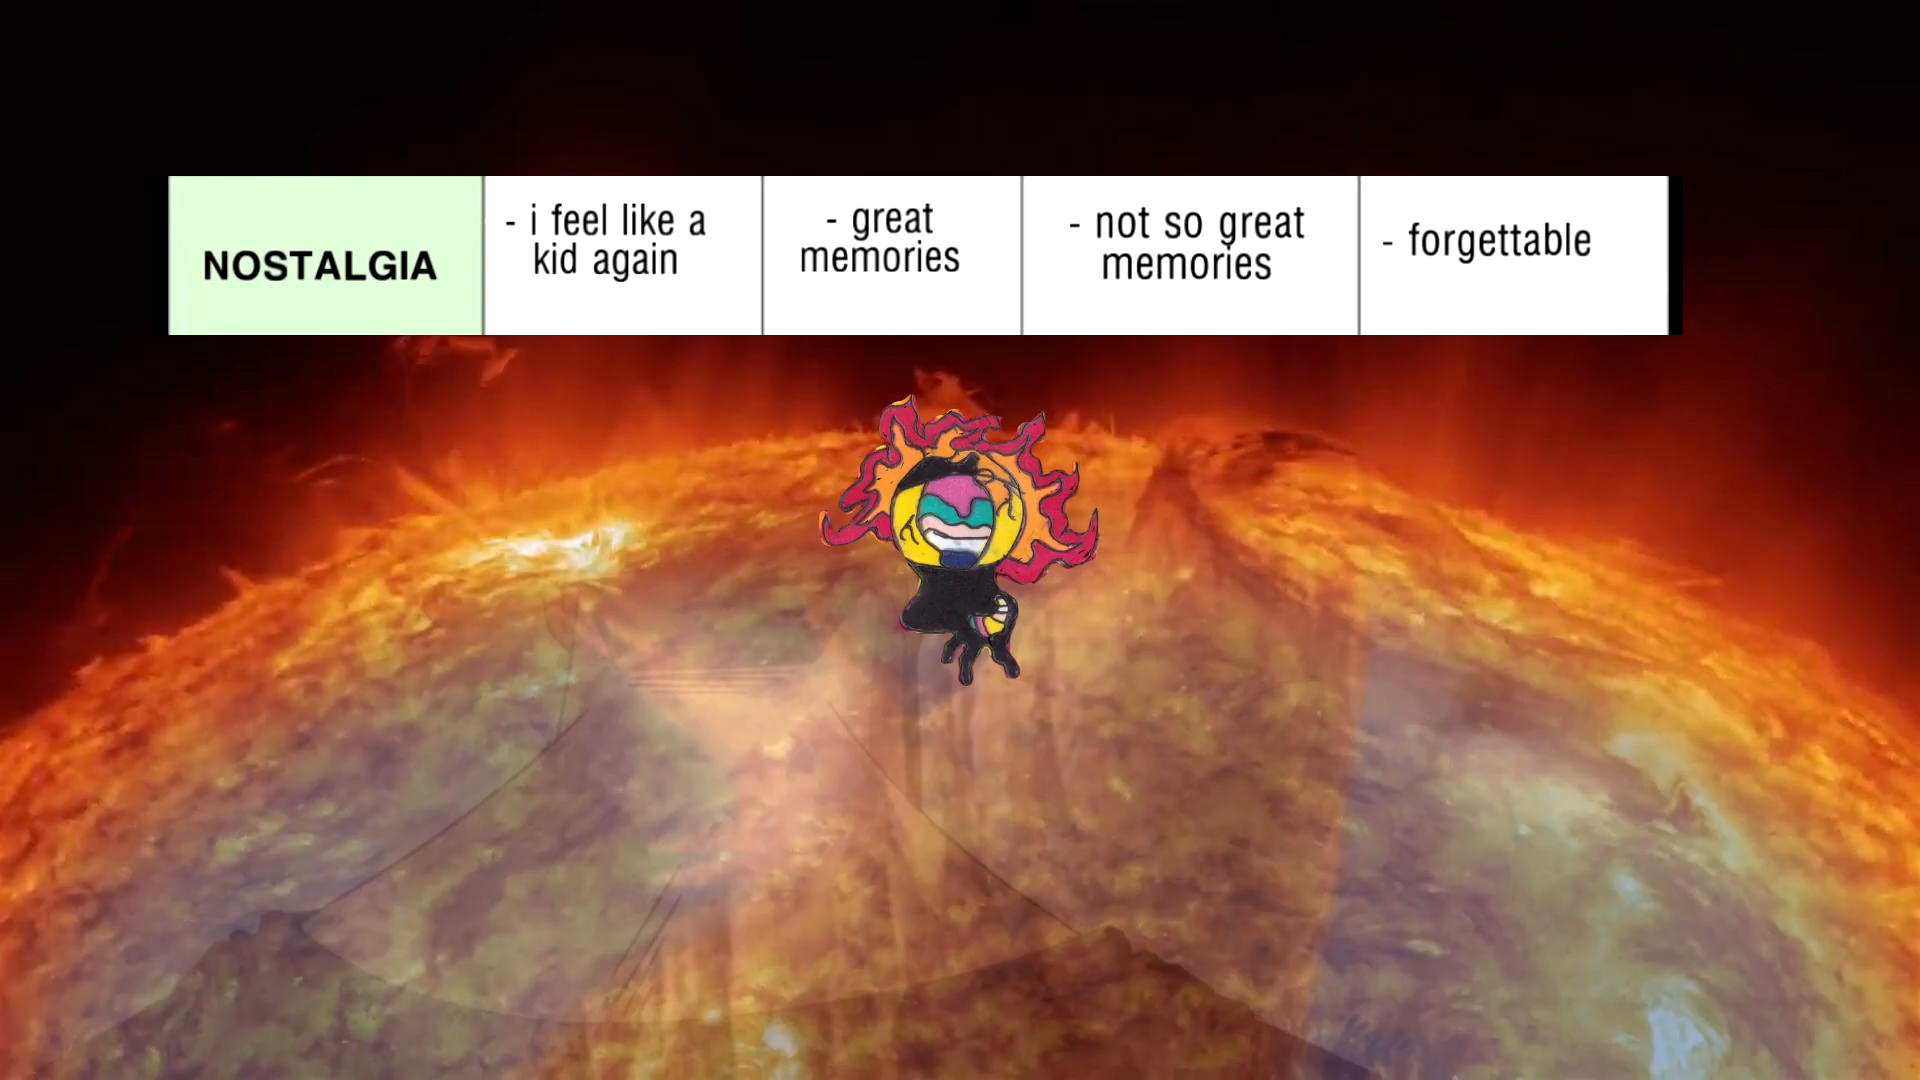 NOSTALGIA
- i feel like a
kid again
- great
memories
- not so great
memories
- forgettable